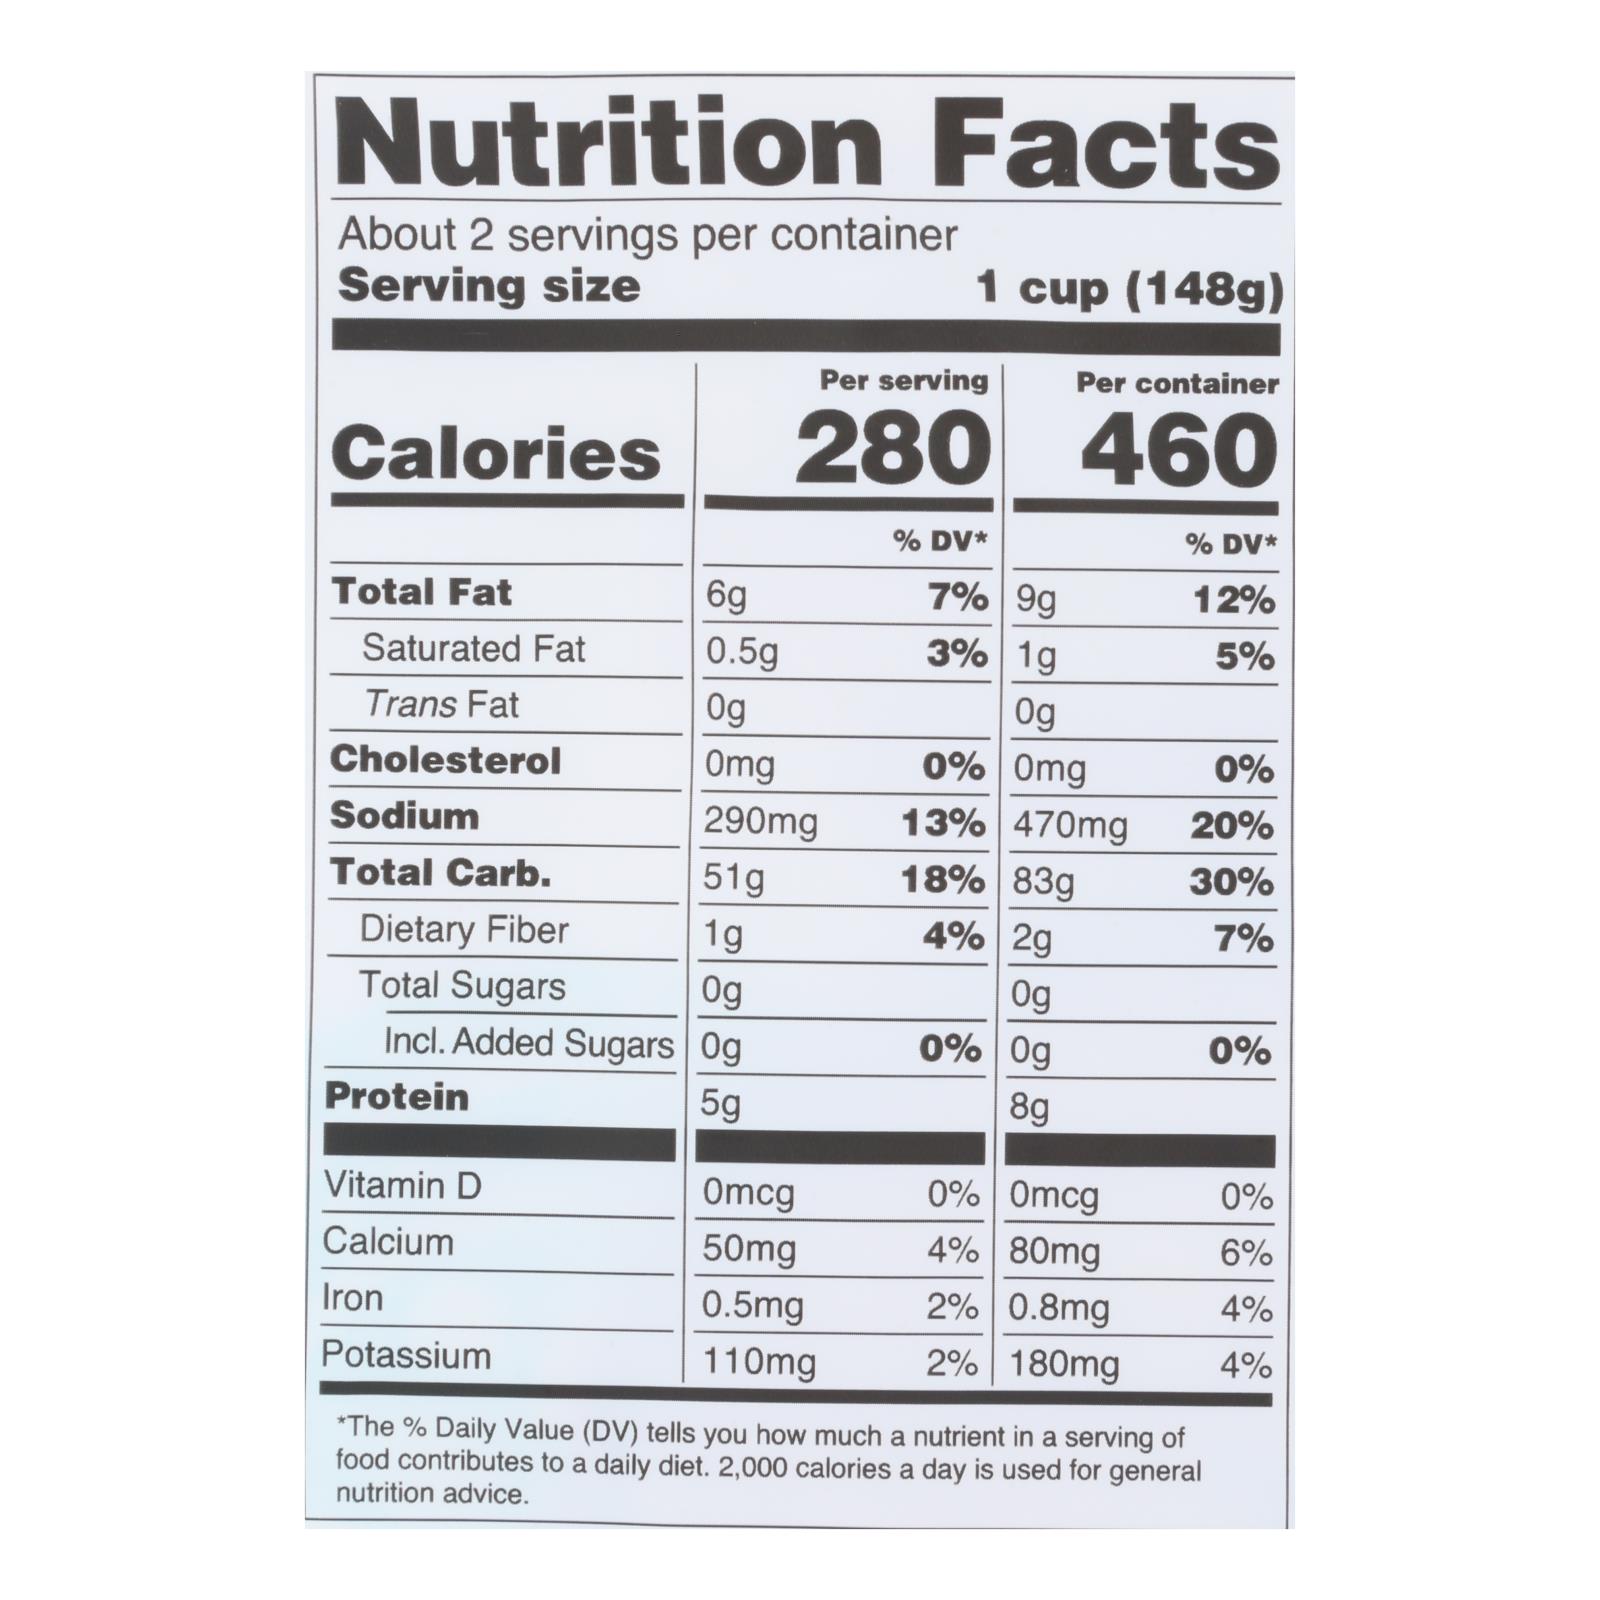 Nutrition Facts
About 2 servings per container
Serving size 1 cup (148g)
Per serving Per container
Calories 280 460
% DV* % DV*
Total Fat 6g 7% 9g 12%
Saturated Fat 0.5g 3% 1g 5%
Trans Fat 0g 0g
Cholesterol 0mg 0% 0mg 0%
Sodium 290mg 13% 470mg 20%
Total Carb. 51g 18% 83g 30%
Dietary Fiber 1g 4% 2g 7%
Total Sugars 0g 0g
Incl. Added Sugars 0g 0% 0g 0%
Protein 5g 8g
Vitamin D 0mcg 0% 0mcg 0%
Calcium 50mg 4% 80mg 6%
Iron 0.5mg 2% 0.8mg 4%
Potassium 110mg 2% 180mg 4%
*The % Daily Value (DV) tells you how much a nutrient in a serving of
food contributes to a daily diet. 2,000 calories a day is used for general
nutrition advice.